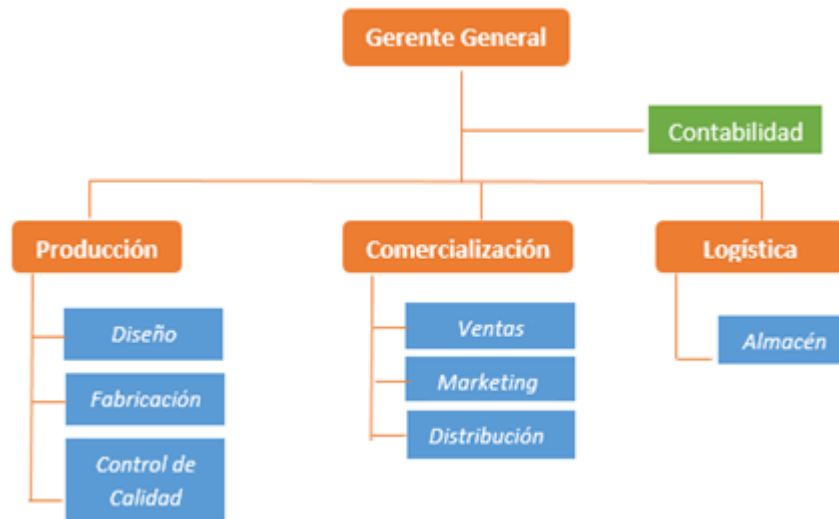 Gerente General
Contabilidad
Producción
Comercialización
Logística
Diseño
Fabricación
Control de
Calidad
Ventas
Marketing
Distribución
Almacén